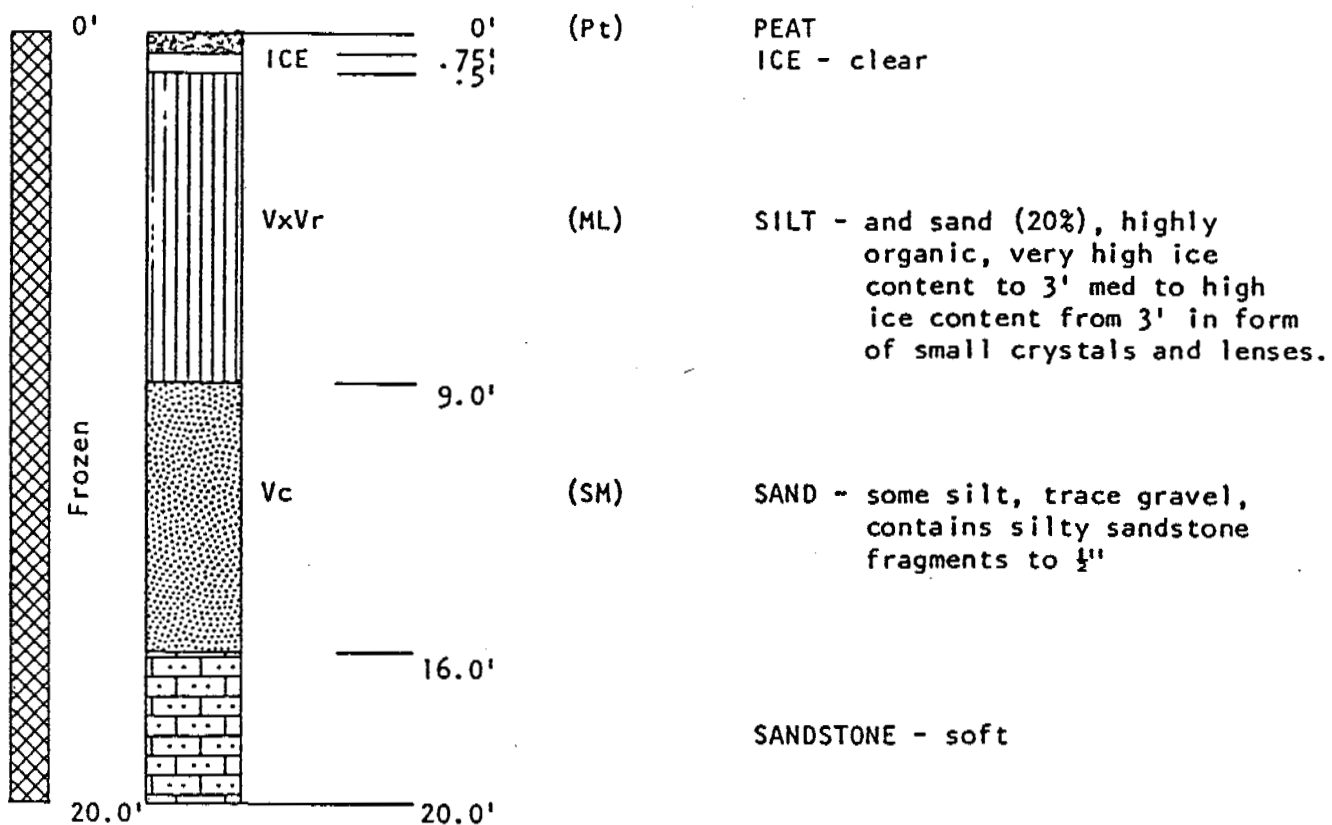 0' 0' (Pt) PEAT
ICE .75' ICE - clear
.5'
VxVr (ML) SILT - and sand (20%), highly
organic, very high ice
content to 3' med to high
ice content from 3' in form
of small crystals and lenses.
9.0'
Frozen
Vc (SM) SAND - some silt, trace gravel,
contains silty sandstone
fragments to ½"
16.0'
SANDSTONE - soft
20.0' 20.0'